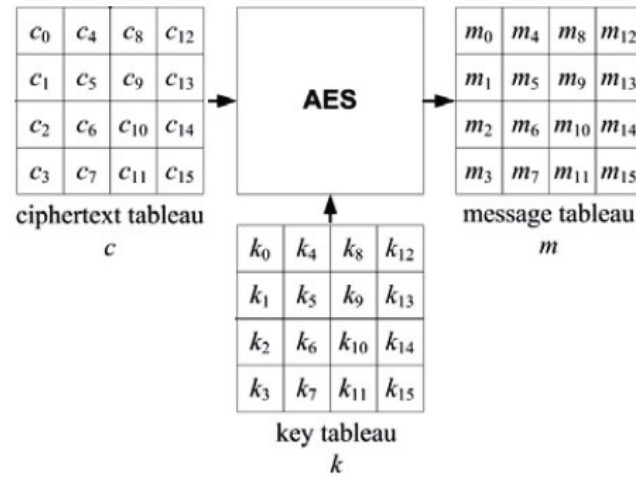 c₀ c₄ c₈ c₁₂ m₀ m₄ m₈ m₁₂
c₁ c₅ c₉ c₁₃ AES m₁ m₅ m₉ m₁₃
c₂ c₆ c₁₀ c₁₄ m₂ m₆ m₁₀ m₁₄
c₃ c₇ c₁₁ c₁₅ m₃ m₇ m₁₁ m₁₅
ciphertext tableau message tableau
c m
k₀ k₄ k₈ k₁₂
k₁ k₅ k₉ k₁₃
k₂ k₆ k₁₀ k₁₄
k₃ k₇ k₁₁ k₁₅
key tableau
k